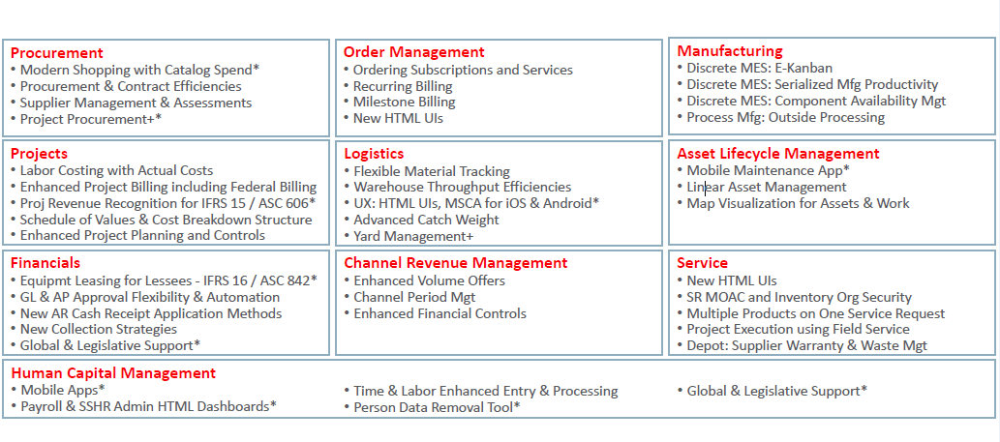 Procurement
• Modern Shopping with Catalog Spend*
• Procurement & Contract Efficiencies
• Supplier Management & Assessments
• Project Procurement+*
Order Management
• Ordering Subscriptions and Services
• Recurring Billing
• Milestone Billing
• New HTML UIs
Manufacturing
• Discrete MES: E-Kanban
• Discrete MES: Serialized Mfg Productivity
• Discrete MES: Component Availability Mgt
• Process Mfg: Outside Processing
Projects
• Labor Costing with Actual Costs
• Enhanced Project Billing including Federal Billing
• Proj Revenue Recognition for IFRS 15 / ASC 606*
• Schedule of Values & Cost Breakdown Structure
• Enhanced Project Planning and Controls
Logistics
• Flexible Material Tracking
• Warehouse Throughput Efficiencies
• UX: HTML UIs, MSCA for iOS & Android*
• Advanced Catch Weight
• Yard Management+
Asset Lifecycle Management
• Mobile Maintenance App*
• Linear Asset Management
• Map Visualization for Assets & Work
Financials
• Equipmt Leasing for Lessees - IFRS 16 / ASC 842*
• GL & AP Approval Flexibility & Automation
• New AR Cash Receipt Application Methods
• New Collection Strategies
• Global & Legislative Support*
Channel Revenue Management
• Enhanced Volume Offers
• Channel Period Mgt
• Enhanced Financial Controls
Service
• New HTML UIs
• SR MOAC and Inventory Org Security
• Multiple Products on One Service Request
• Project Execution using Field Service
• Depot: Supplier Warranty & Waste Mgt
Human Capital Management
• Mobile Apps*
• Payroll & SSHR Admin HTML Dashboards*
• Time & Labor Enhanced Entry & Processing
• Person Data Removal Tool*
• Global & Legislative Support*